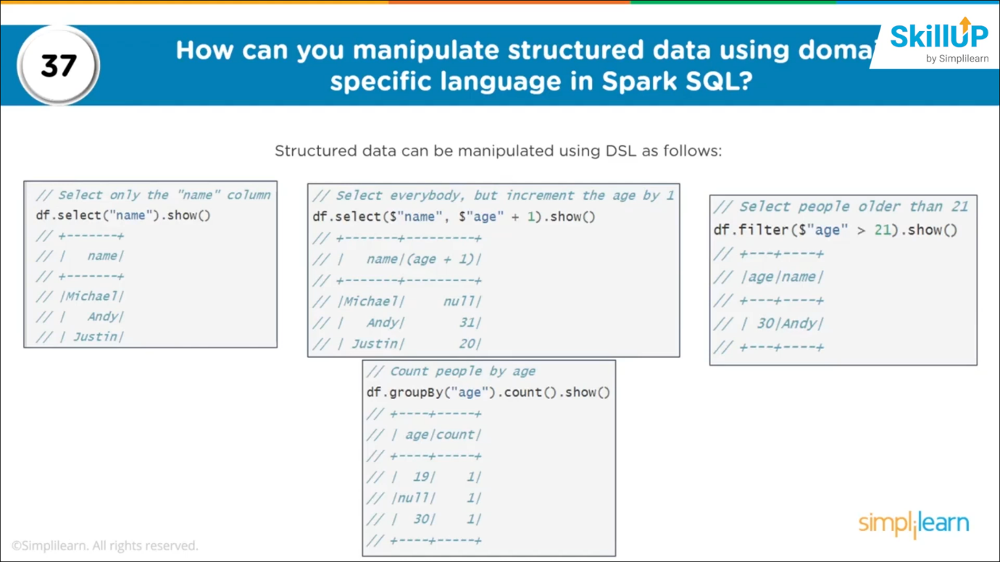 37
How can you manipulate structured data using domai
specific language in Spark SQL?
SkillUP
by Simplilearn
Structured data can be manipulated using DSL as follows:
// Select only the "name" column
df.select("name").show()
// +-------+
// |   name|
// +-------+
// |Michael|
// |   Andy|
// | Justin|
// Select everybody, but increment the age by 1
df.select($"name", $"age" + 1).show()
// +-------+---------+
// |   name|(age + 1)|
// +-------+---------+
// |Michael|     null|
// |   Andy|       31|
// | Justin|       20|
// Select people older than 21
df.filter($"age" > 21).show()
// +---+----+
// |age|name|
// +---+----+
// | 30|Andy|
// +---+----+
// Count people by age
df.groupBy("age").count().show()
// +----+-----+
// | age|count|
// +----+-----+
// |  19|    1|
// |null|    1|
// |  30|    1|
// +----+-----+
©Simplilearn. All rights reserved.
simplilearn